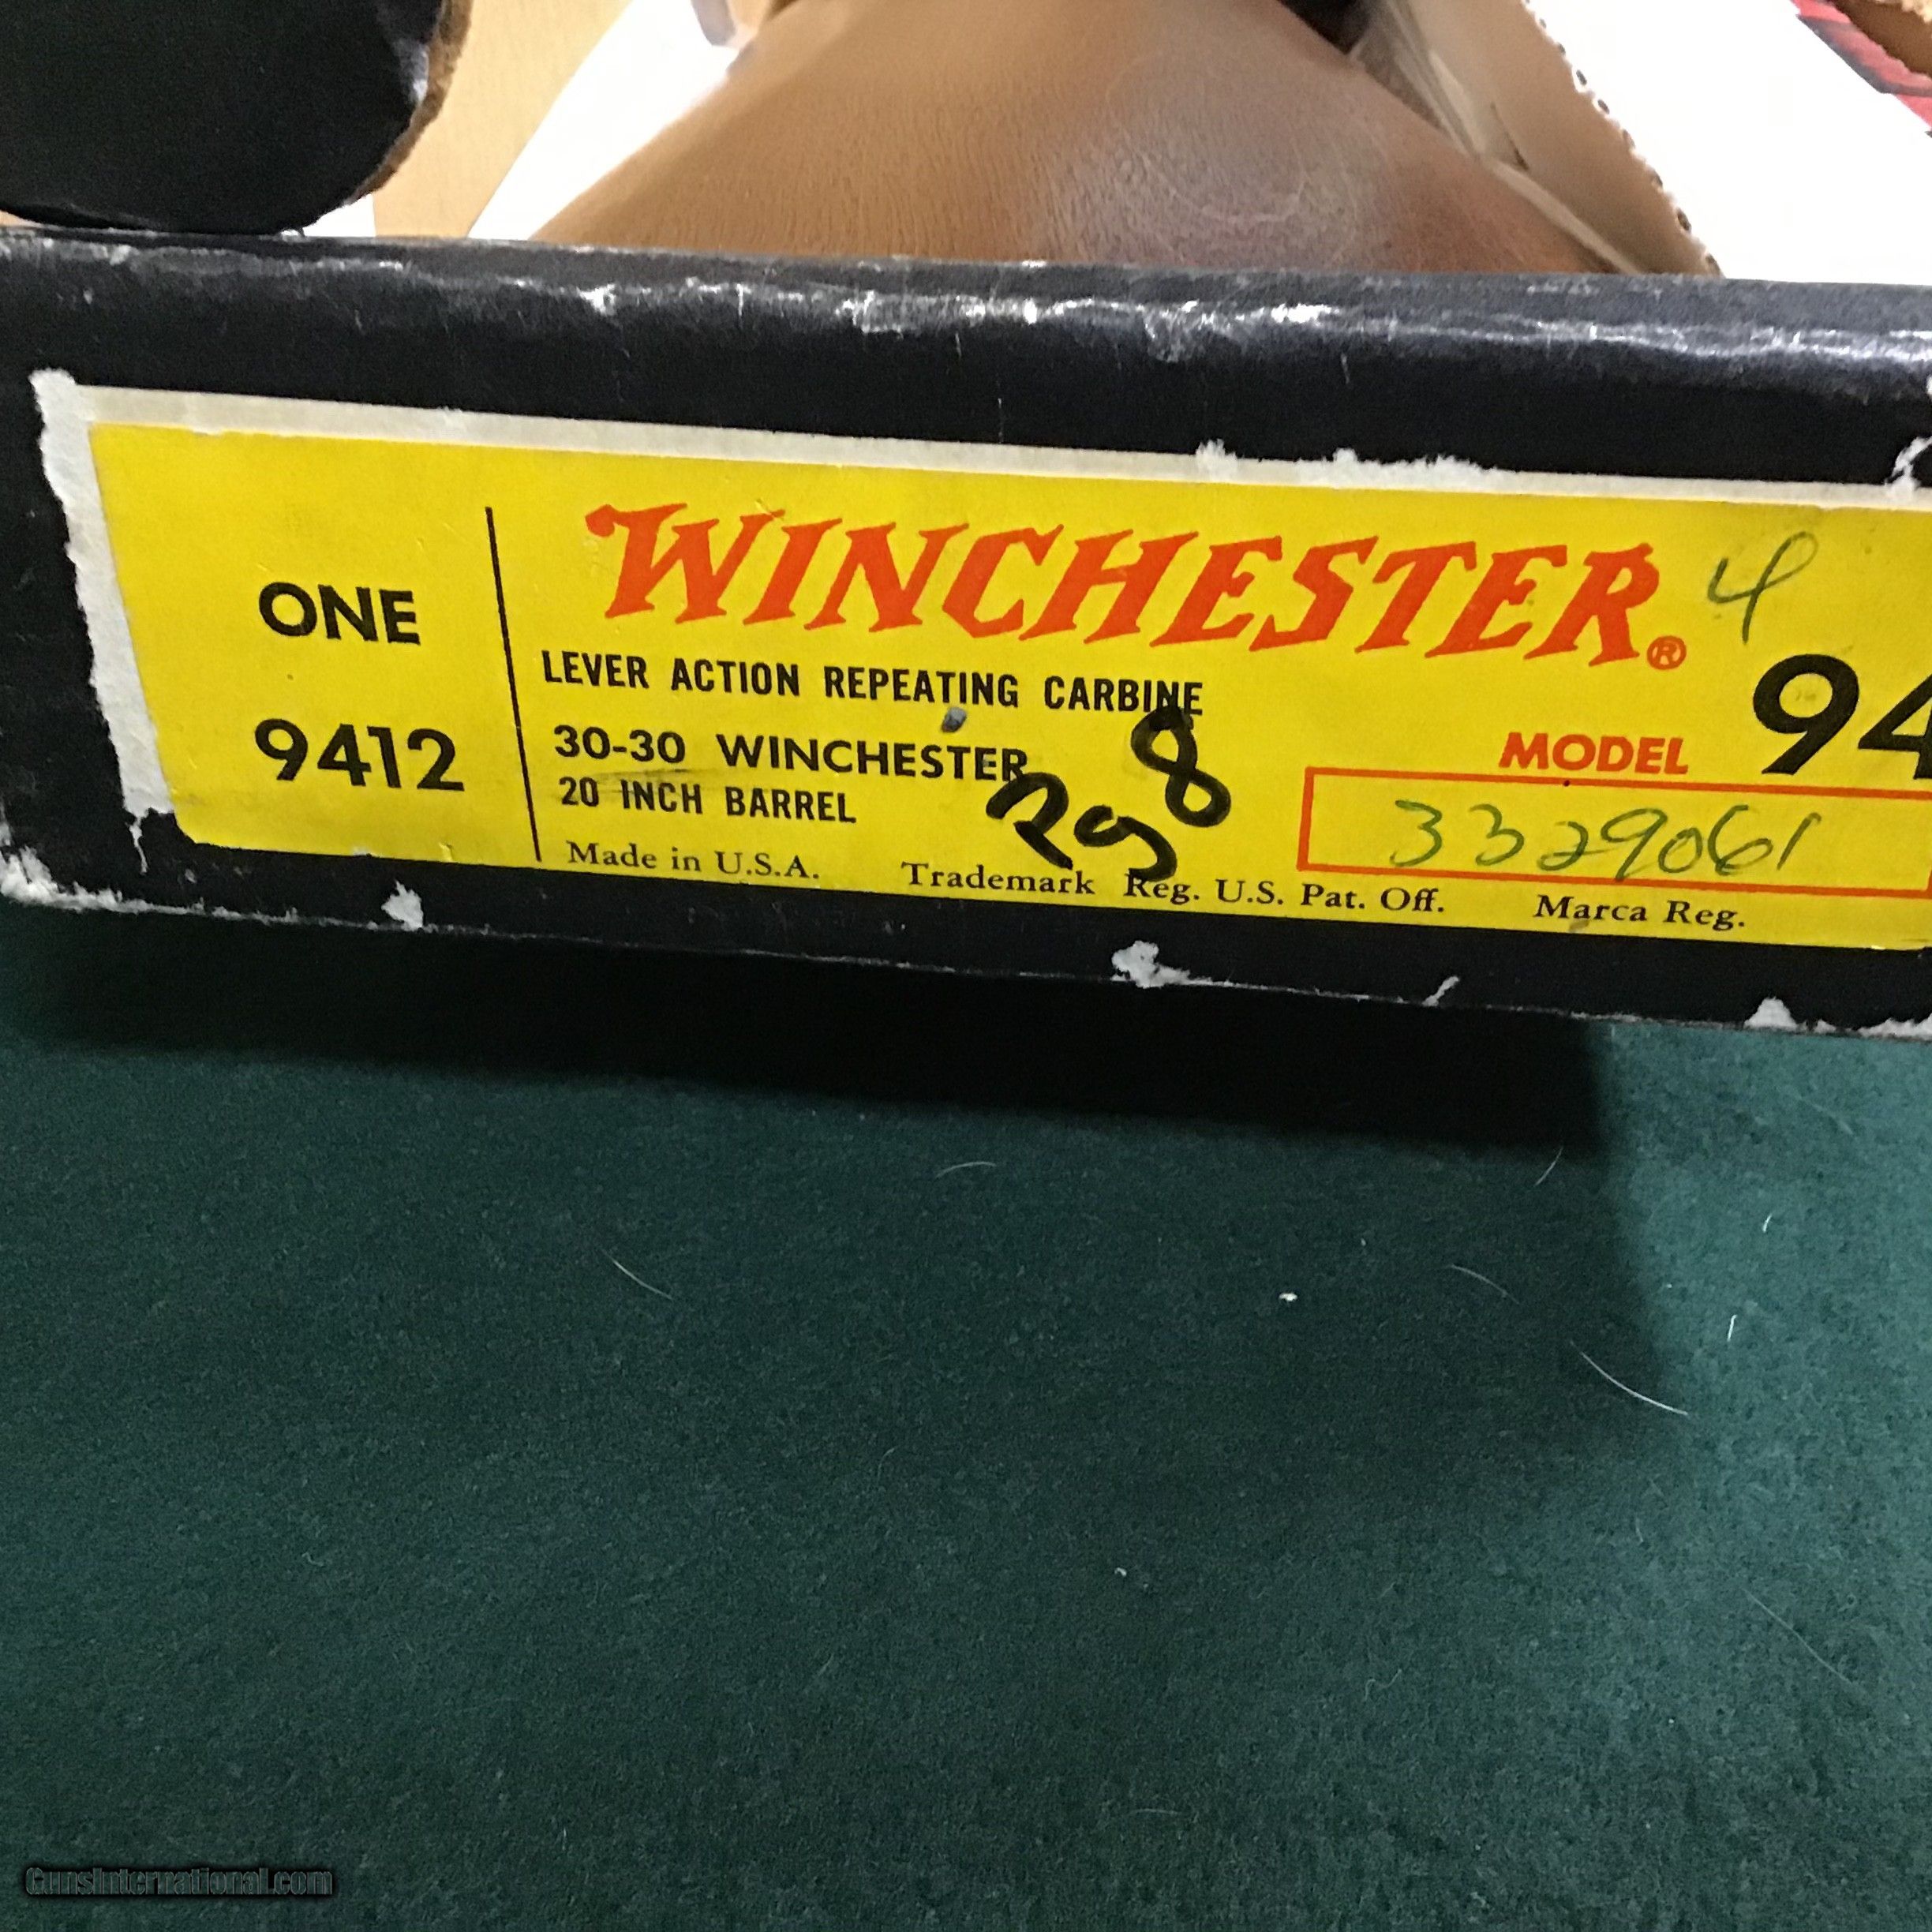 ONE
9412
WINCHESTER®
4
LEVER ACTION REPEATING CARBINE
30-30 WINCHESTER
20 INCH BARREL
8
MODEL 94
3329061
Made in U.S.A. Trademark Reg. U.S. Pat. Off. Marca Reg.
GunsInternational.com